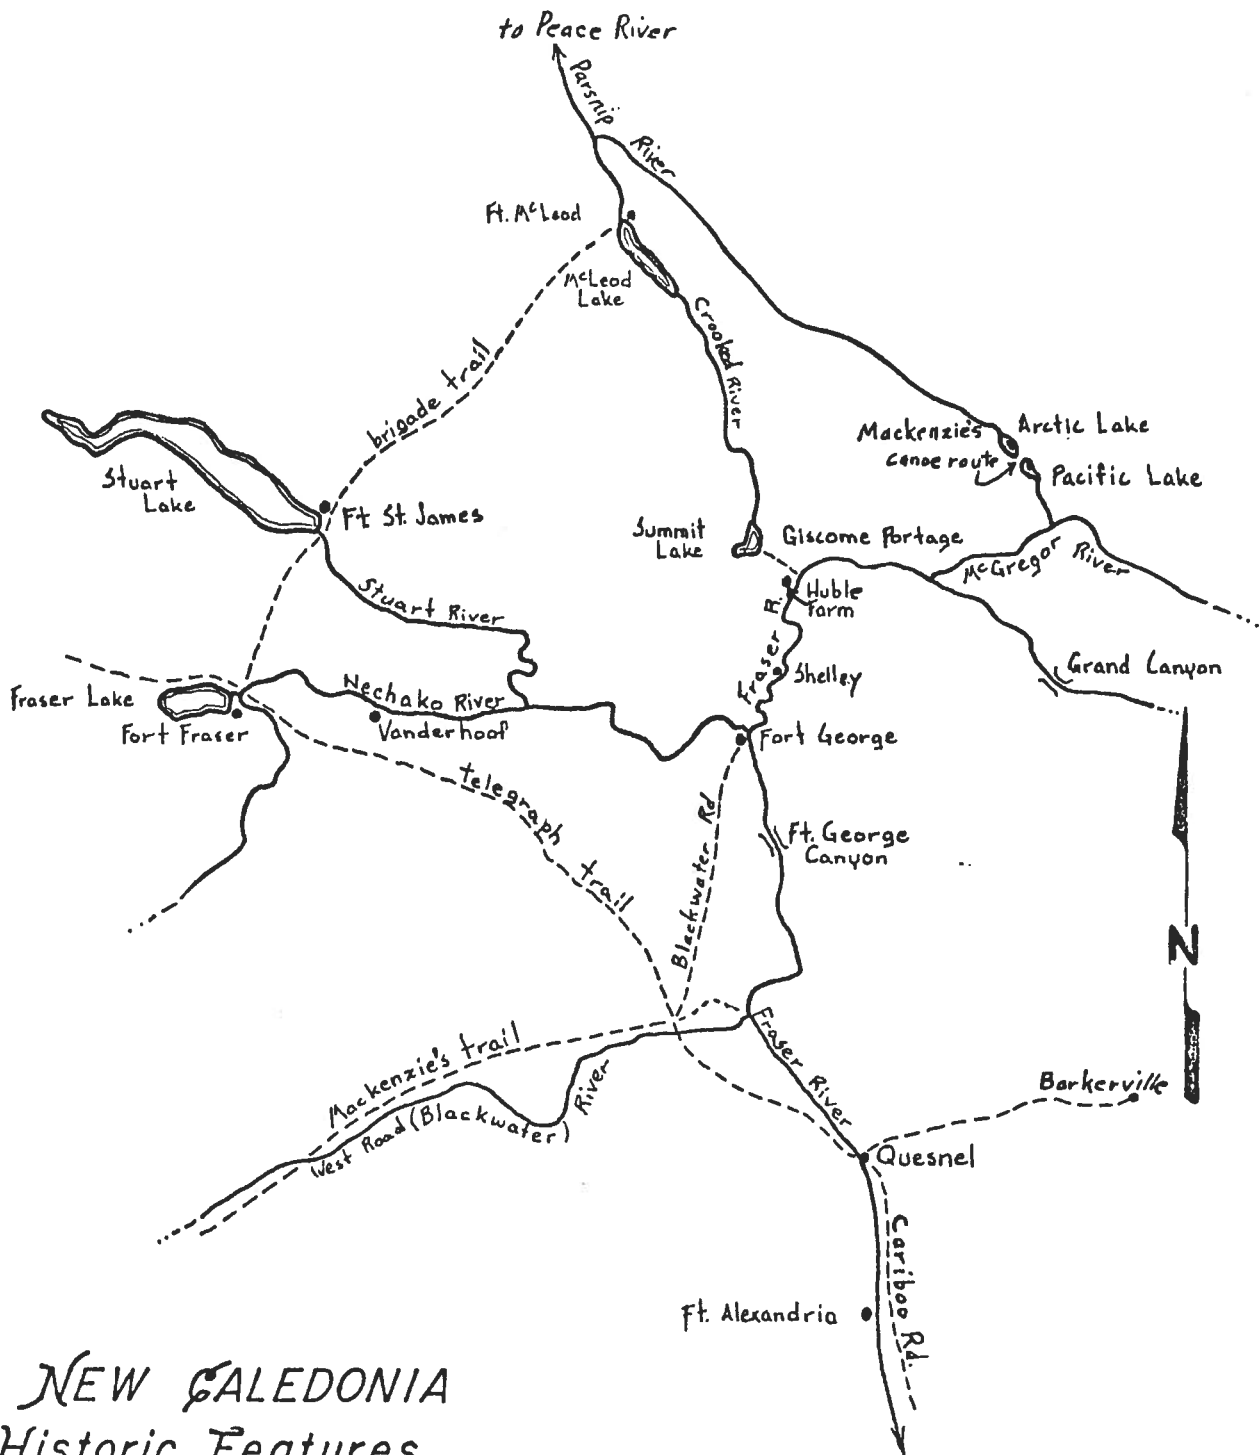 to Peace River
Parsnip
River
Ft. McLeod
McLeod
Lake
Crooked River
brigade trail
Mackenzie's
canoe route
Arctic Lake
Pacific Lake
Stuart
Lake
Ft St. James
Summit
Lake
Giscome Portage
McGregor River
Huble
Farm
Stuart River
Fraser R.
Shelley
Grand Canyon
Fraser Lake
Fort Fraser
Nechako River
Vanderhoof
Fort George
telegraph trail
Blackwater Rd
Ft. George
Canyon
N
Mackenzie's trail
West Road (Blackwater) River
Fraser River
Barkerville
Quesnel
Cariboo Rd.
Ft. Alexandria
NEW CALEDONIA
Historic Features